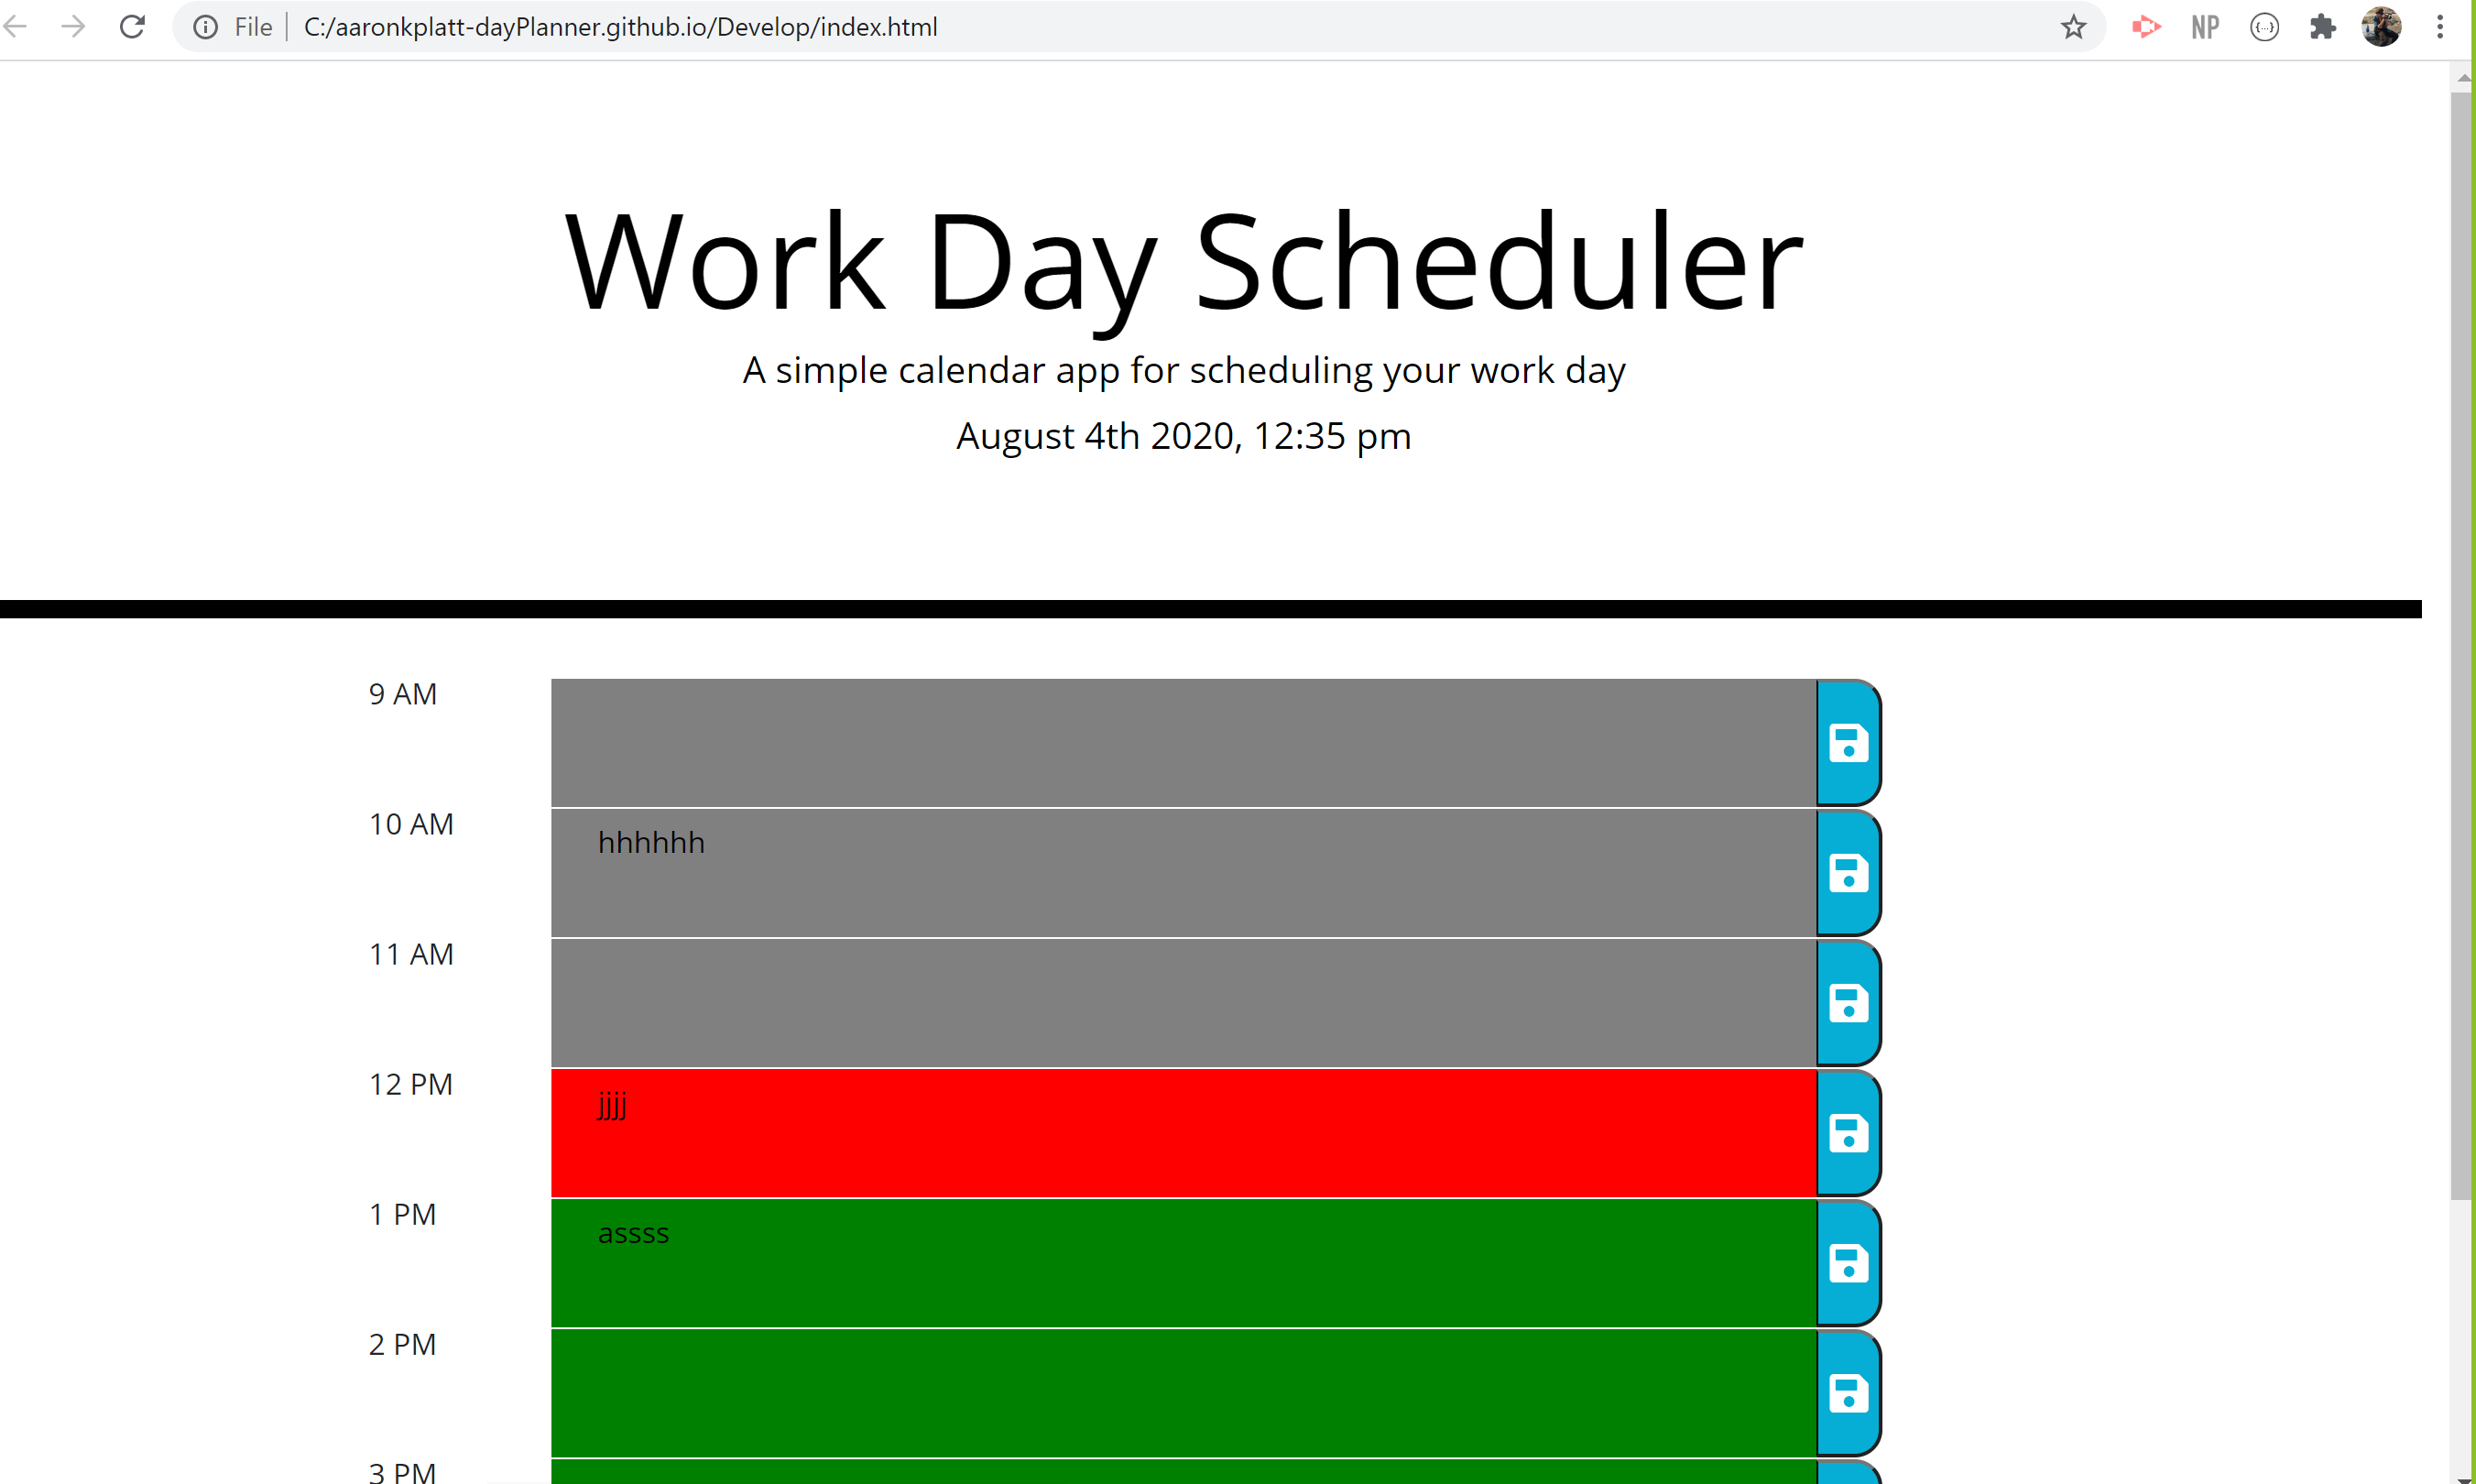 File C:/aaronkplatt-dayPlanner.github.io/Develop/index.html
NP
{...}
Work Day Scheduler
A simple calendar app for scheduling your work day
August 4th 2020, 12:35 pm
9 AM
10 AM
hhhhhh
11 AM
12 PM
jjjj
1 PM
assss
2 PM
3 PM